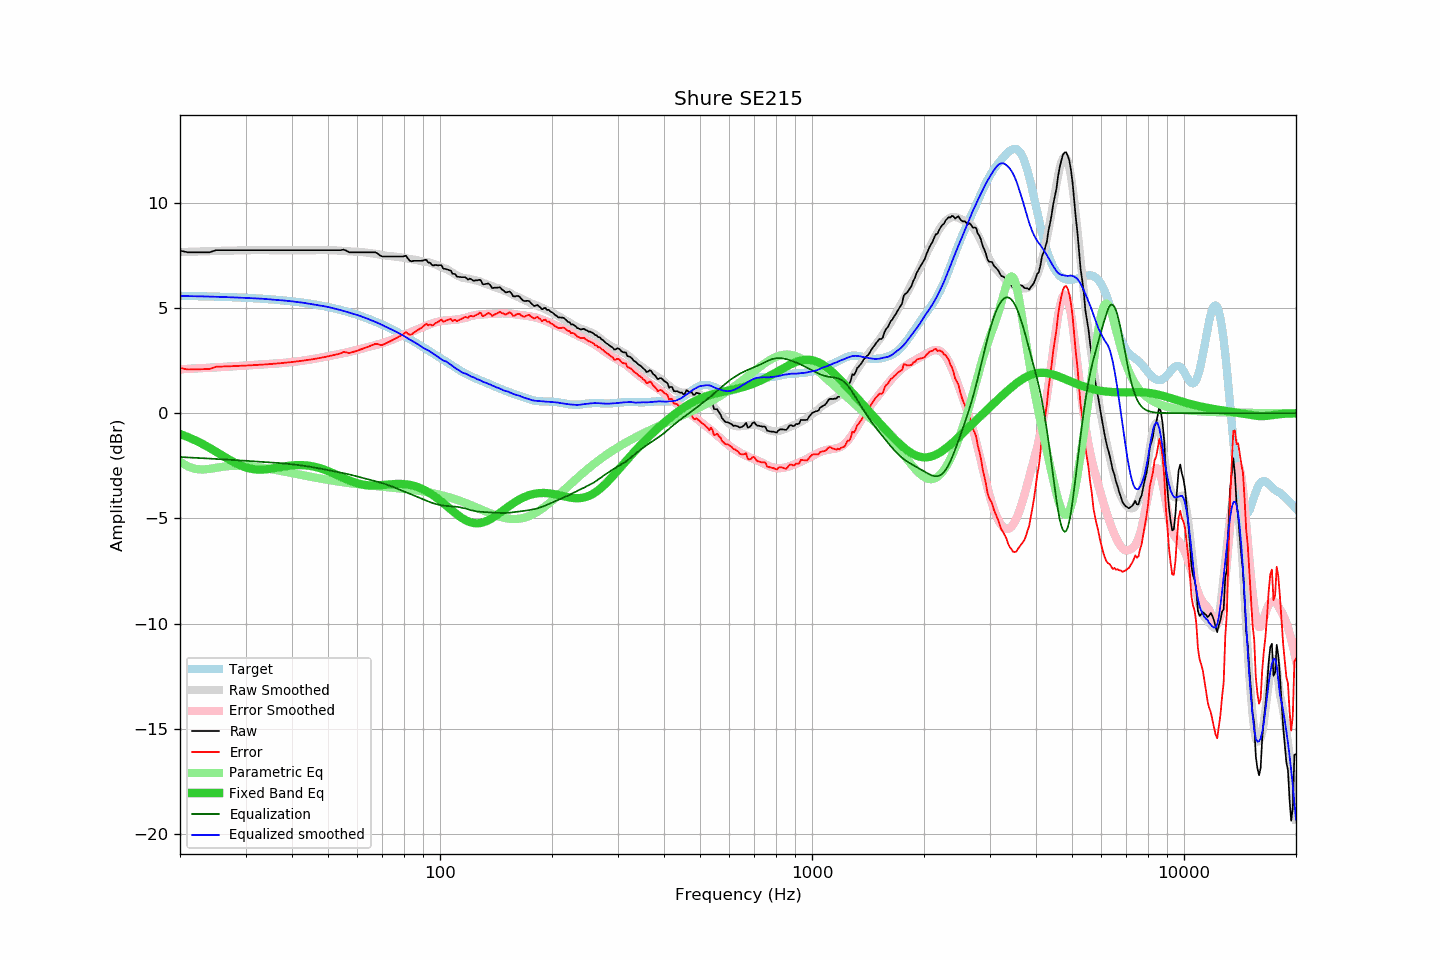 Shure SE215
Amplitude (dBr)
10
5
0
−5
−10
−15
−20
Target
Raw Smoothed
Error Smoothed
Raw
Error
Parametric Eq
Fixed Band Eq
Equalization
Equalized smoothed
100
1000
10000
Frequency (Hz)